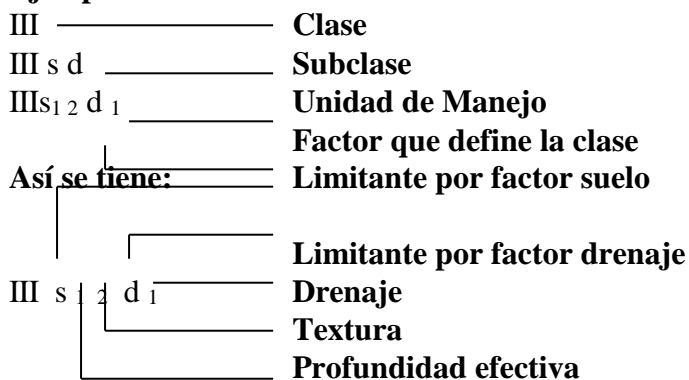 III Clase
III s d Subclase
IIIs1 2 d 1 Unidad de Manejo
Factor que define la clase
Así se tiene: Limitante por factor suelo
Limitante por factor drenaje
III s 1 2 d 1 Drenaje
Textura
Profundidad efectiva